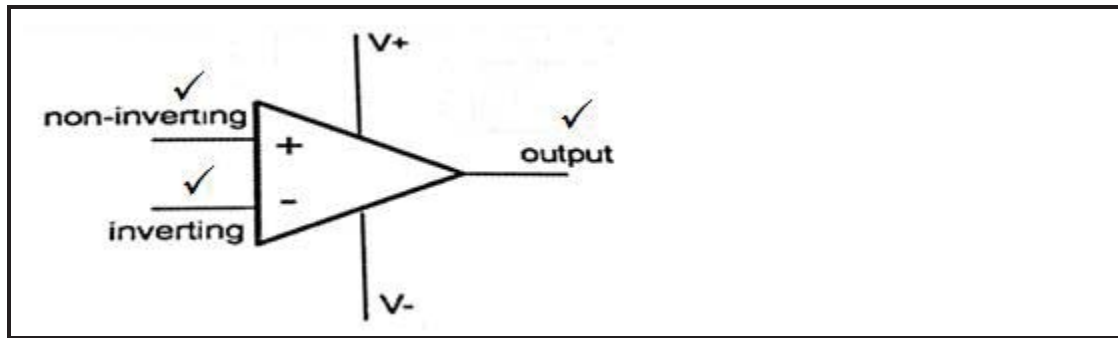 V+
✓
non-inverting
+
✓
output
✓
-
inverting
V-